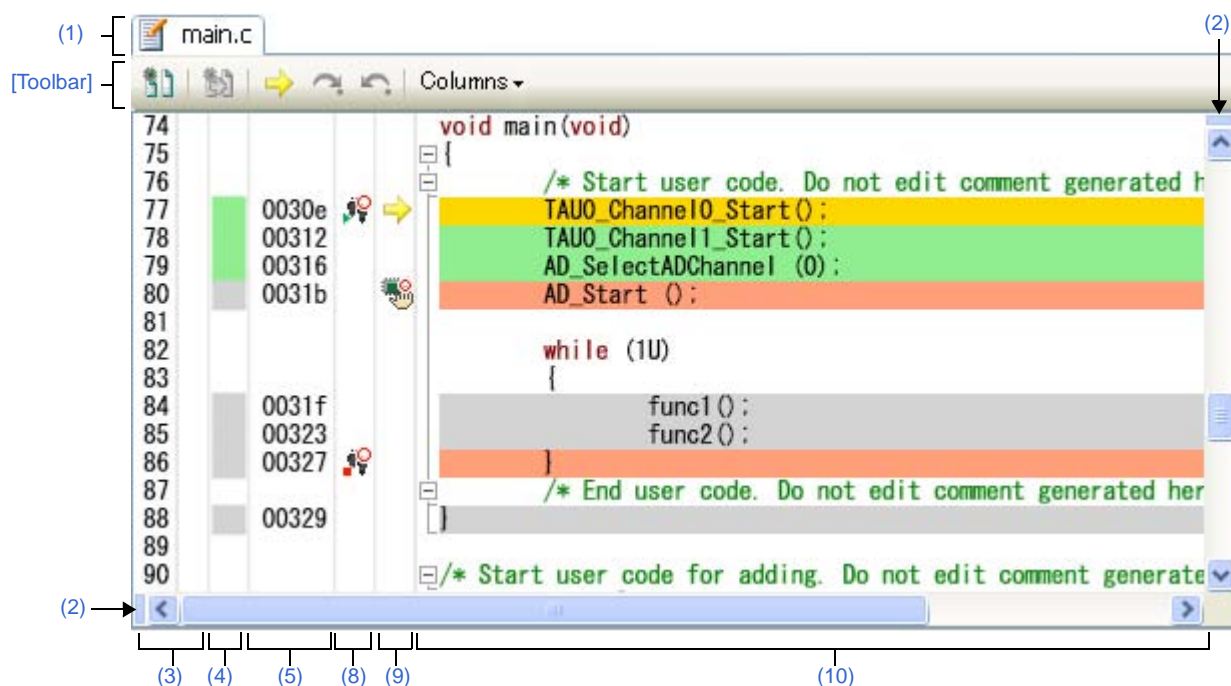 (1) main.c (2)
[Toolbar] Columns
74 void main(void)
75 {
76 /* Start user code. Do not edit comment generated h
77 0030e TAU0_Channel0_Start();
78 00312 TAU0_Channel1_Start();
79 00316 AD_SelectADChannel (0);
80 0031b AD_Start ();
81
82 while (1U)
83 {
84 0031f func1();
85 00323 func2();
86 00327 }
87 /* End user code. Do not edit comment generated her
88 00329 }
89
90 /* Start user code for adding. Do not edit comment generate
(2)
(3) (4) (5) (8) (9) (10)